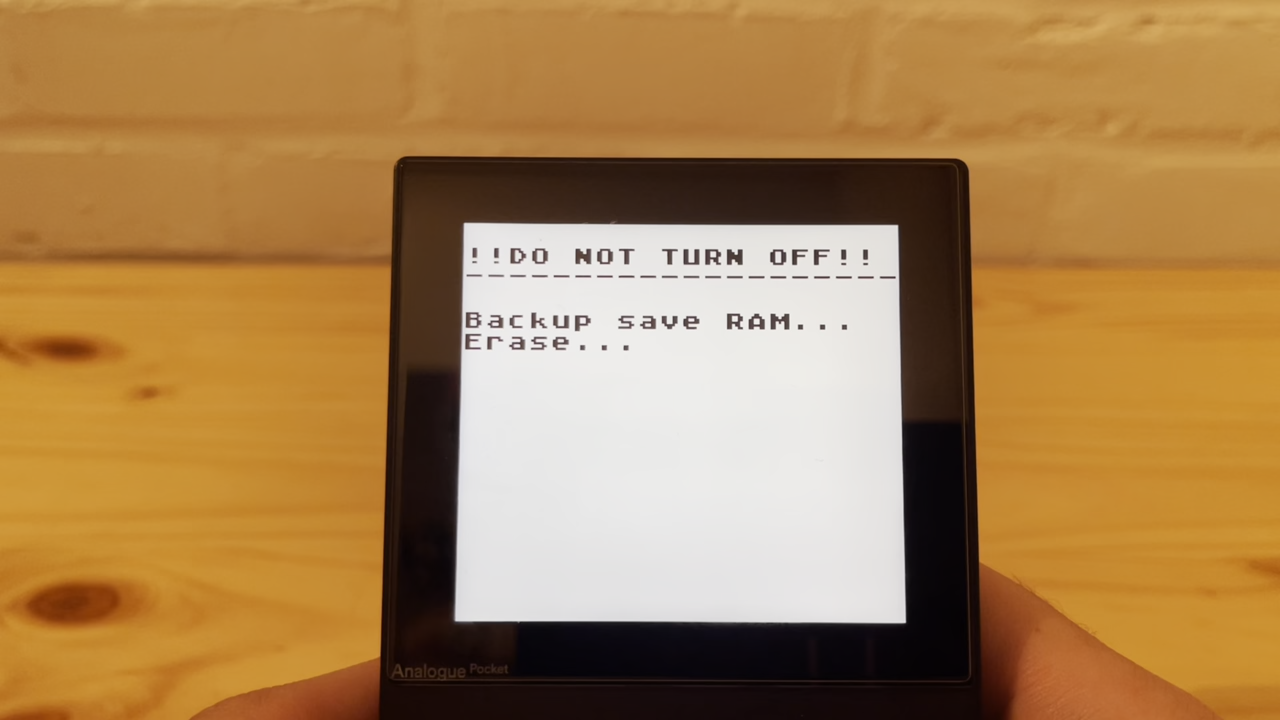 !!DO NOT TURN OFF!!
--------------------
Backup save RAM...
Erase...
Analogue Pocket